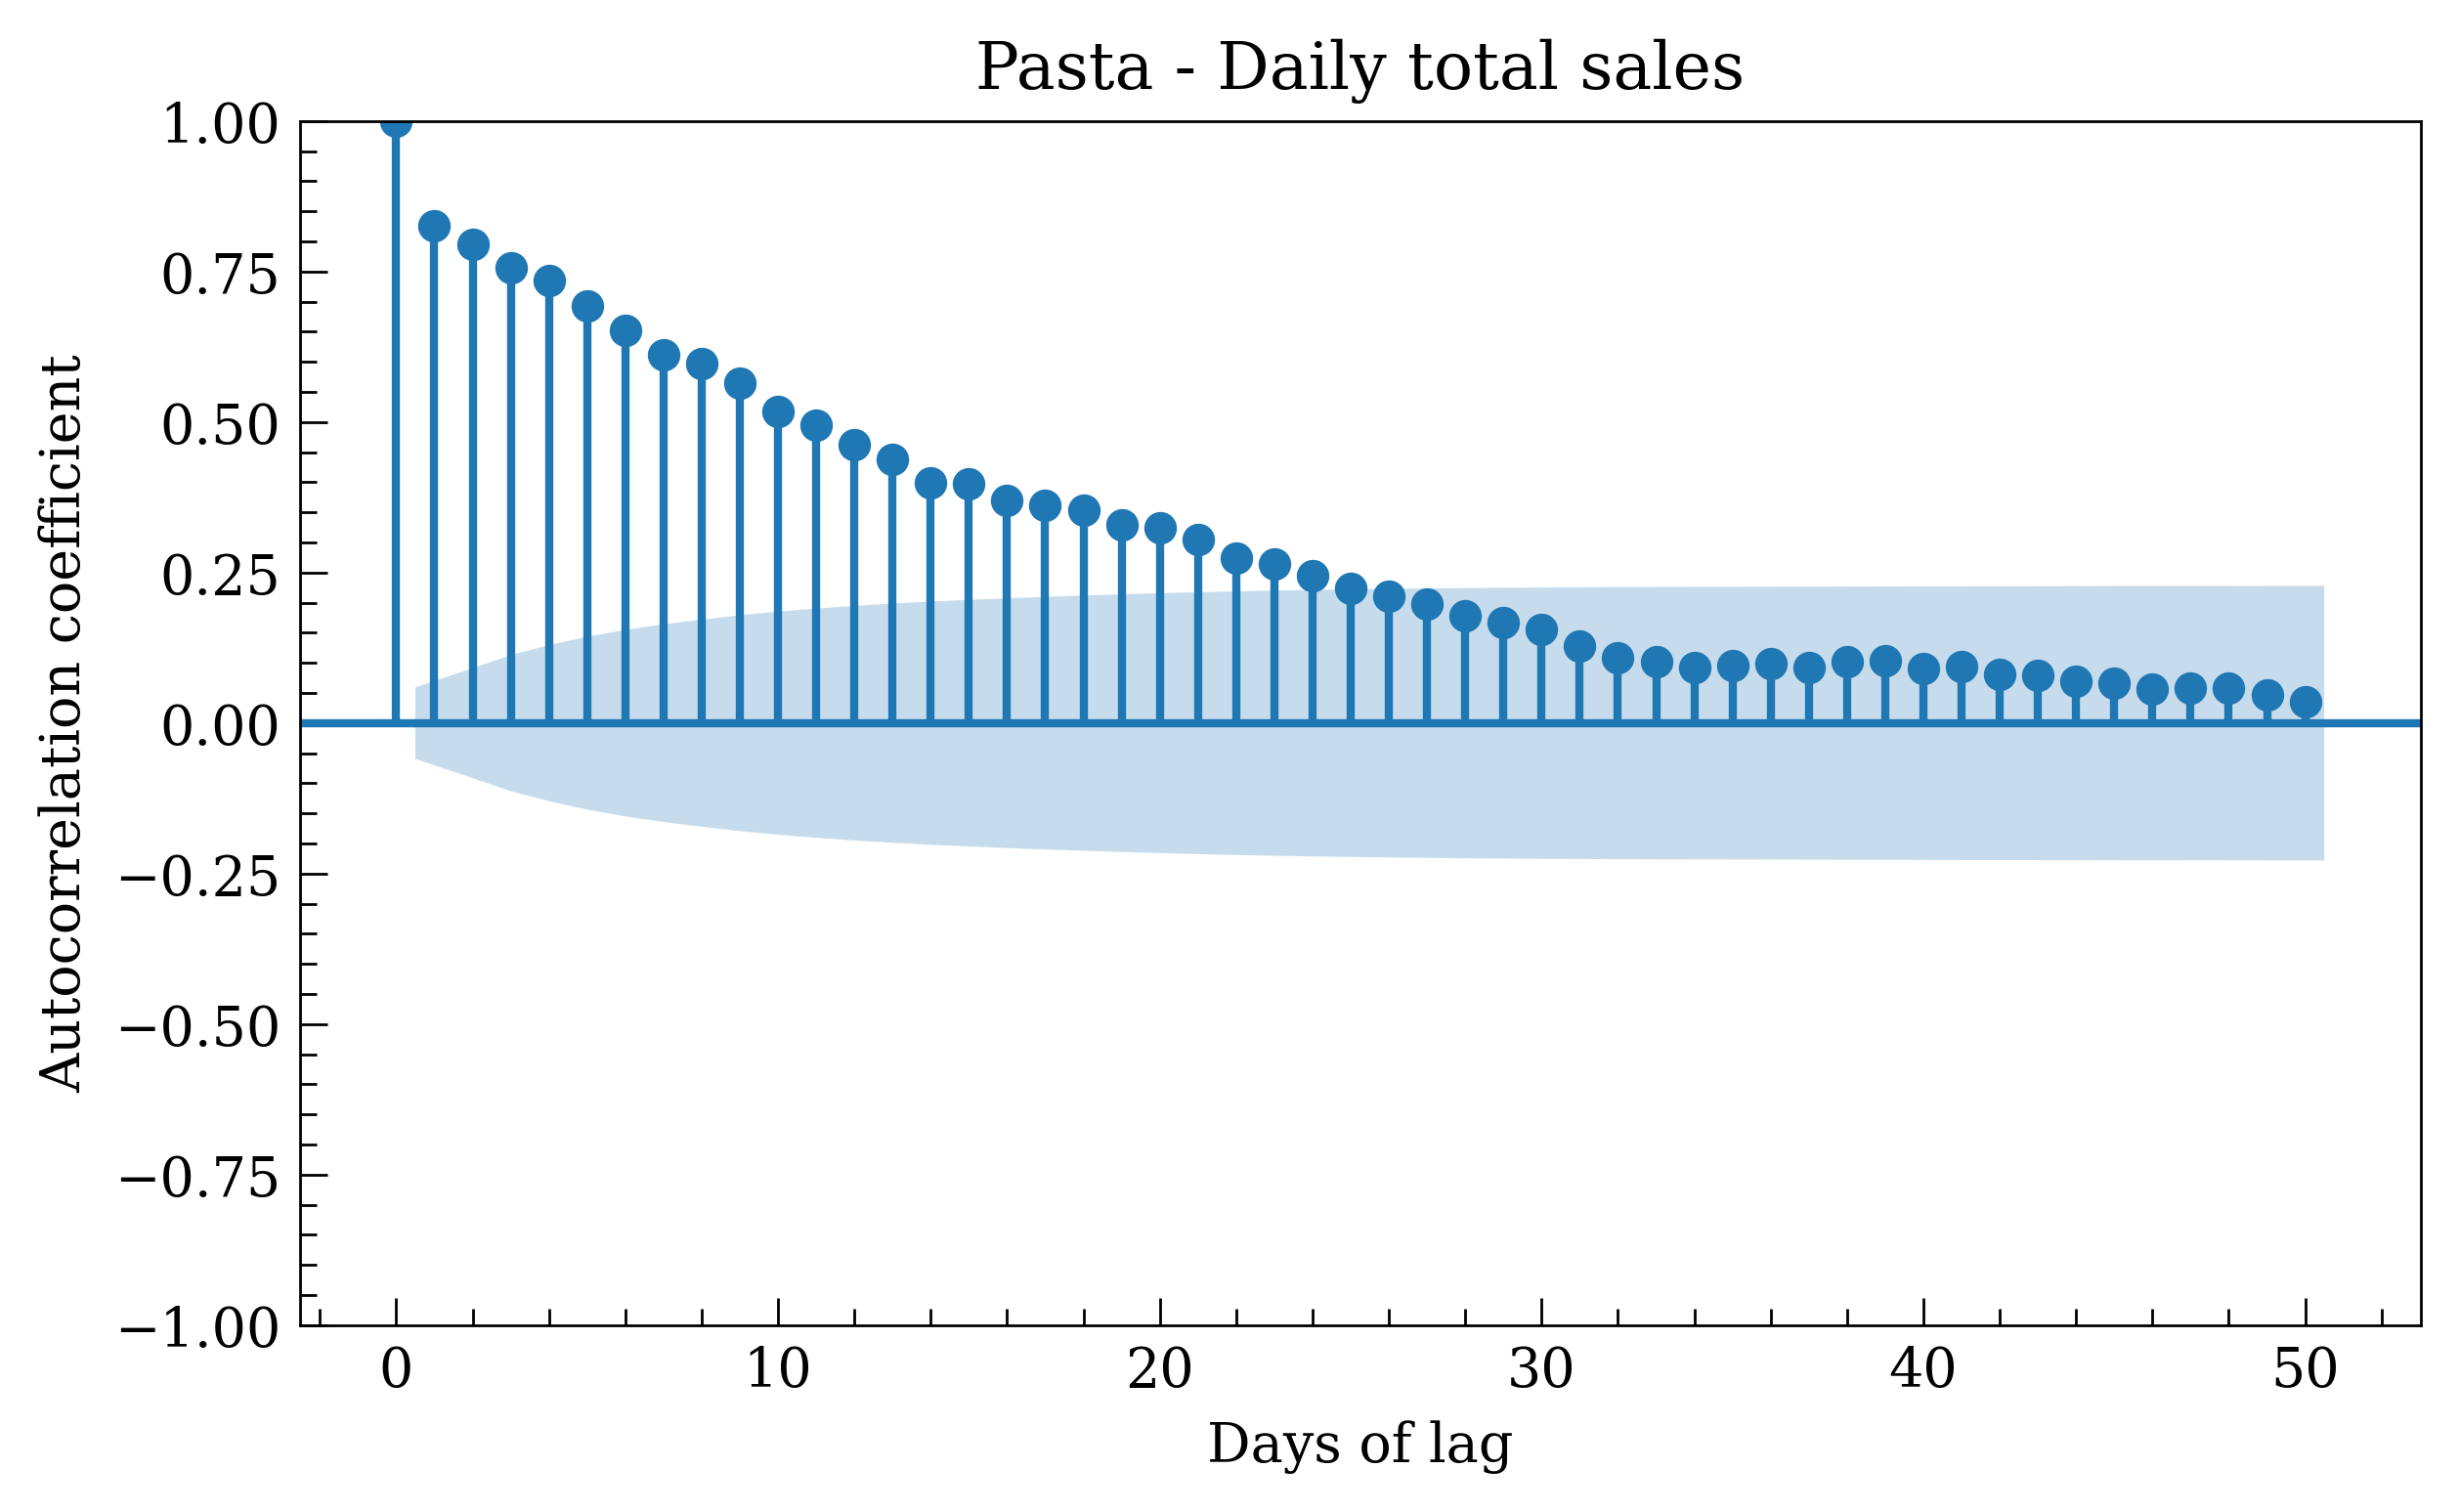 Pasta - Daily total sales
1.00
0.75
0.50
0.25
0.00
−0.25
−0.50
−0.75
−1.00
Autocorrelation coefficient
0 10 20 30 40 50
Days of lag